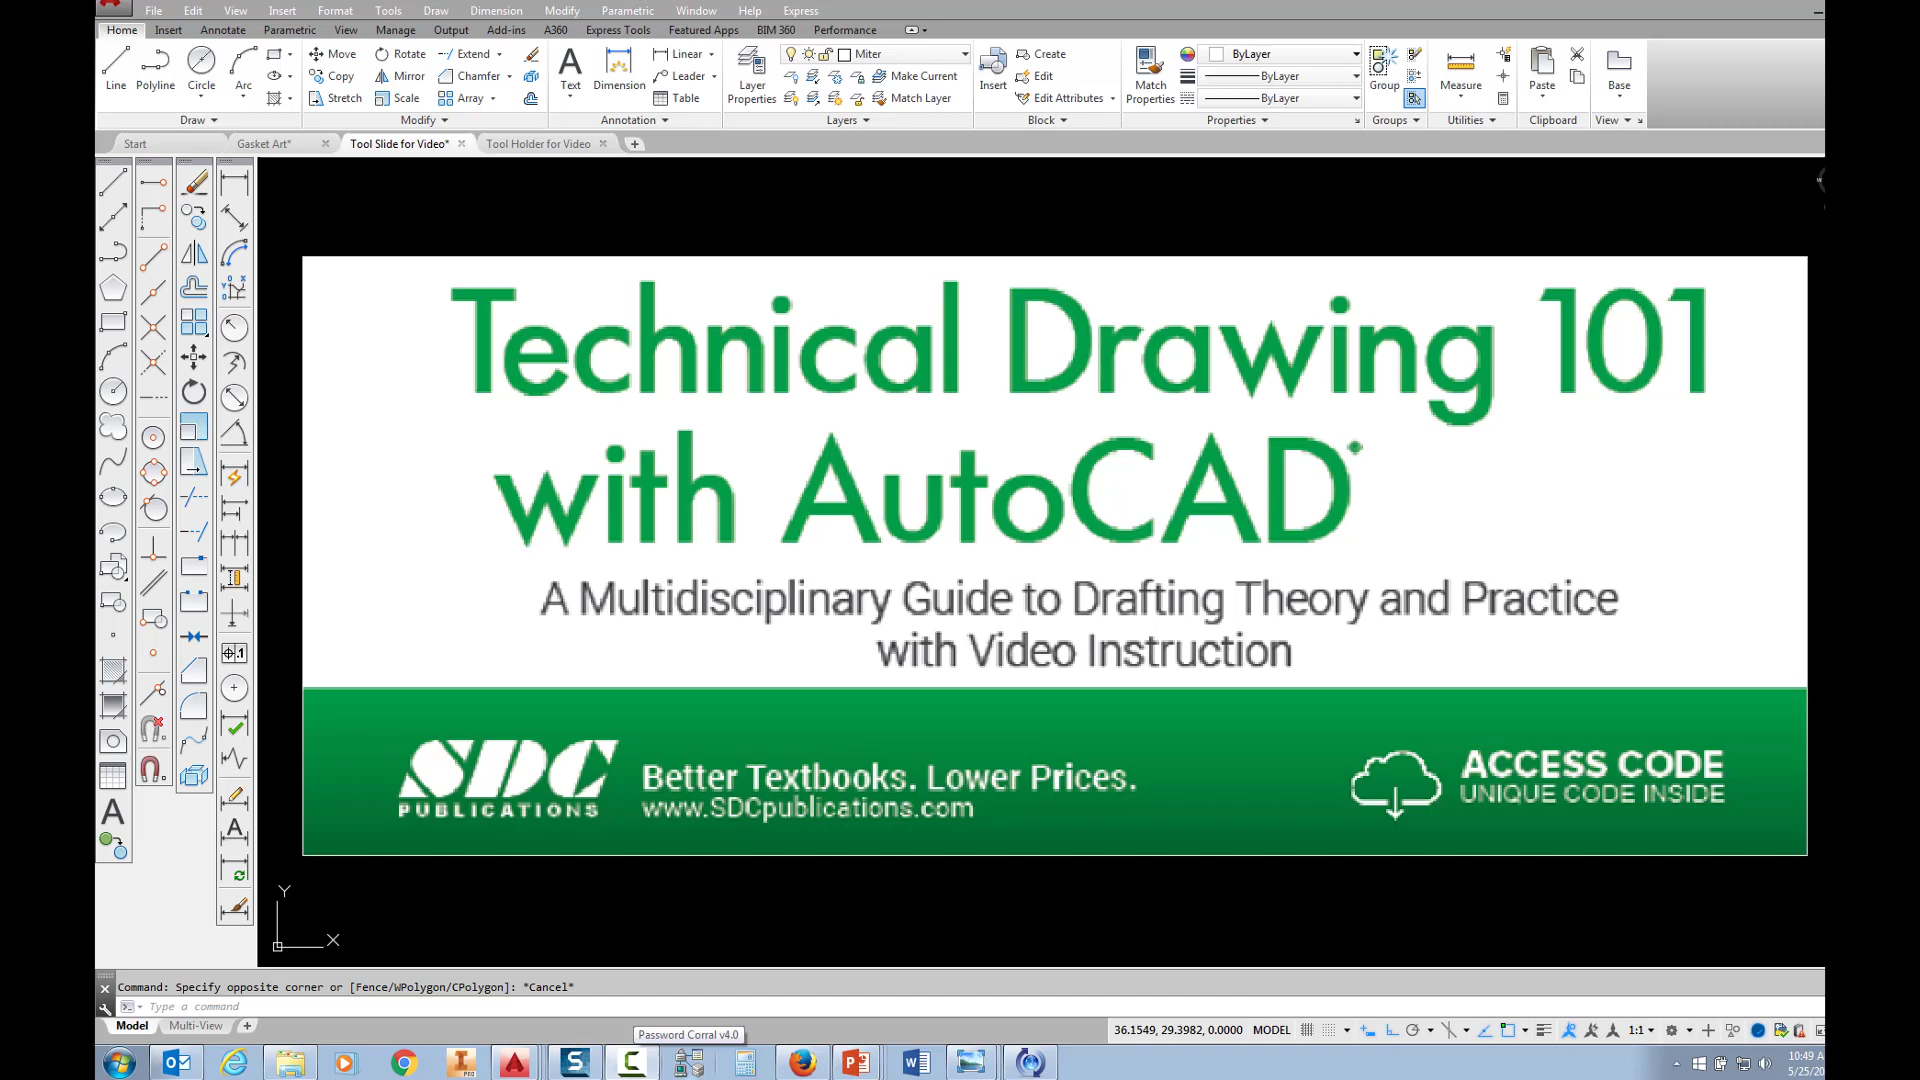 File Edit View Insert Format Tools Draw Dimension Modify Parametric Window Help Express
Home Insert Annotate Parametric View Manage Output Add-ins A360 Express Tools Featured Apps BIM 360 Performance
Line Polyline Circle Arc
Move Rotate Extend
Copy Mirror Chamfer
Stretch Scale Array
Text Dimension
Linear
Leader
Table
Layer Properties
Miter
Make Current
Match Layer
Insert
Create
Edit
Edit Attributes
Match Properties
ByLayer
ByLayer
ByLayer
Group
Measure
Paste
Base
Draw Modify Annotation Layers Block Properties Groups Utilities Clipboard View
Start Gasket Art* Tool Slide for Video* Tool Holder for Video
Technical Drawing 101
with AutoCAD
A Multidisciplinary Guide to Drafting Theory and Practice
with Video Instruction
SDC
PUBLICATIONS
Better Textbooks. Lower Prices.
www.SDCpublications.com
ACCESS CODE
UNIQUE CODE INSIDE
Y
X
Command: Specify opposite corner or [Fence/WPolygon/CPolygon]: *Cancel*
Type a command
Model Multi-View
Password Corral v4.0
36.1549, 29.3982, 0.0000 MODEL 1:1
10:49 A
5/25/20